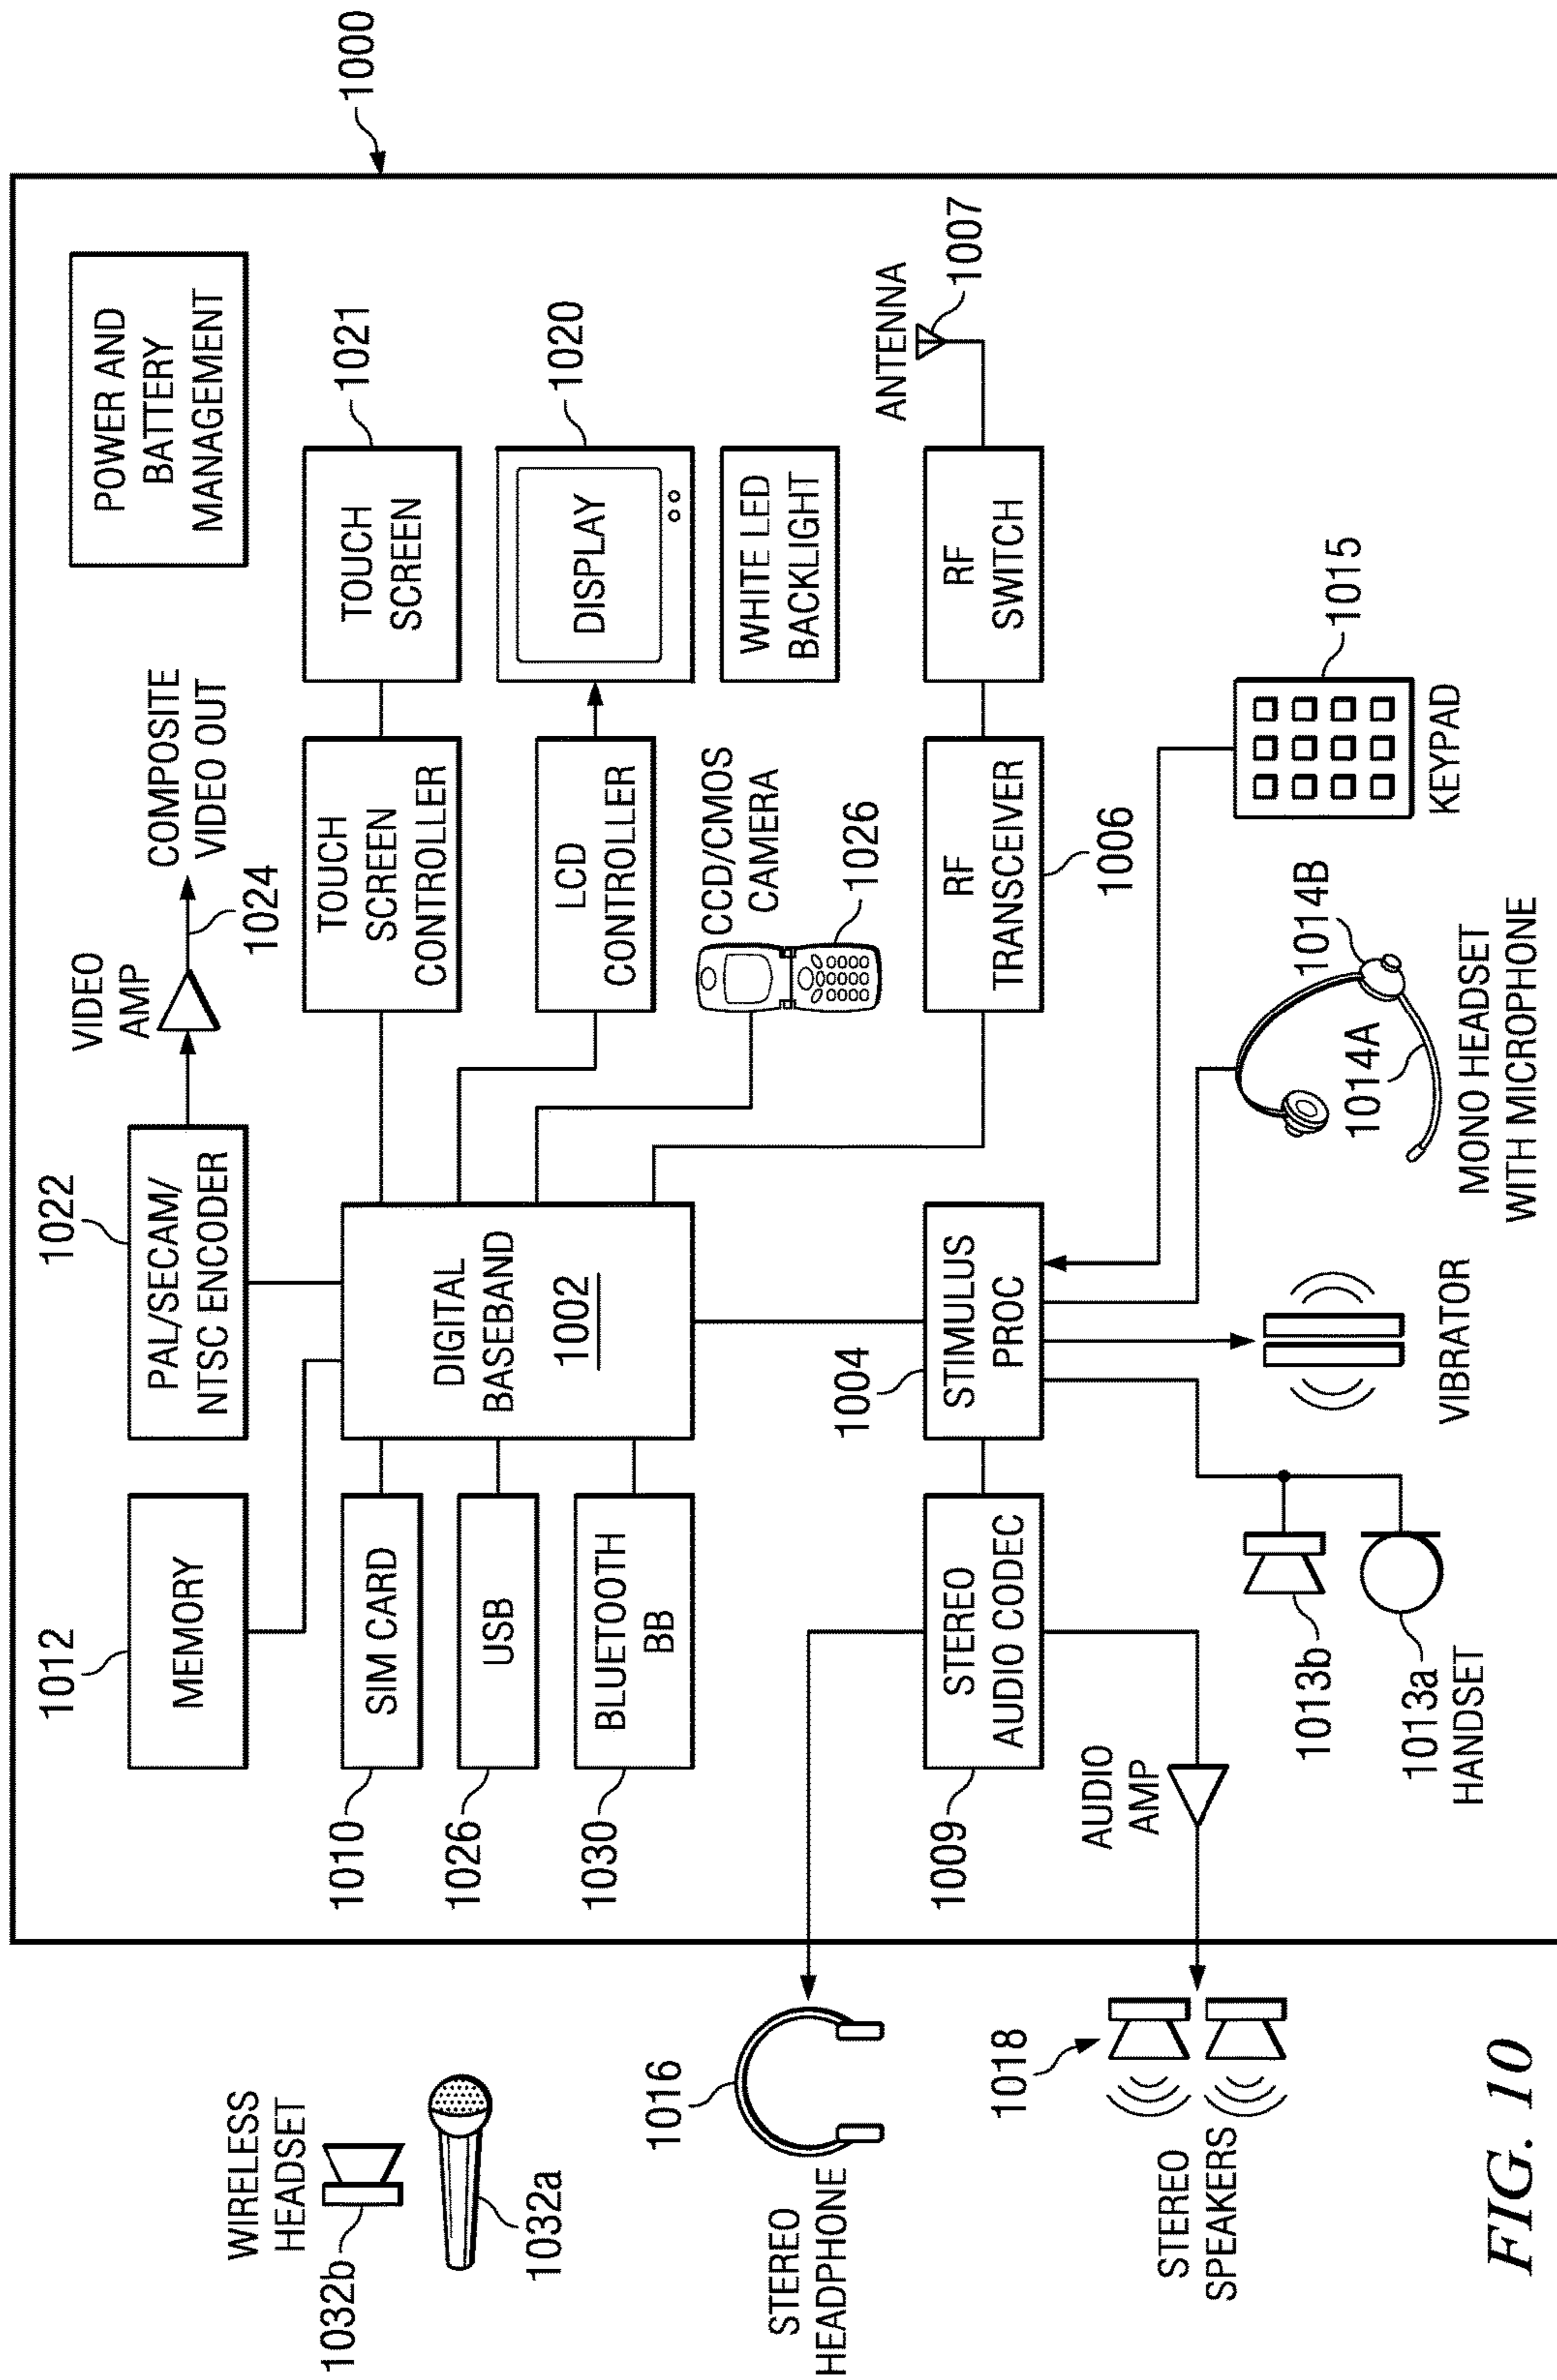 1000
POWER AND
BATTERY
MANAGEMENT
VIDEO
AMP
COMPOSITE
VIDEO OUT
1024
1022
PAL/SECAM/
NTSC ENCODER
1012
MEMORY
TOUCH
SCREEN
CONTROLLER
TOUCH
SCREEN
1021
LCD
CONTROLLER
DISPLAY
1020
WHITE LED
BACKLIGHT
CCD/CMOS
CAMERA
1026
DIGITAL
BASEBAND
1002
1010
SIM CARD
1026
USB
1030
BLUETOOTH
BB
WIRELESS
HEADSET
1032b
1032a
ANTENNA
1007
RF
SWITCH
RF
TRANSCEIVER
1006
1004
STIMULUS
PROC
1009
STEREO
AUDIO CODEC
1016
STEREO
HEADPHONE
AUDIO
AMP
1018
STEREO
SPEAKERS
1013b
1013a
HANDSET
VIBRATOR
1014A
1014B
MONO HEADSET
WITH MICROPHONE
1015
KEYPAD
FIG. 10